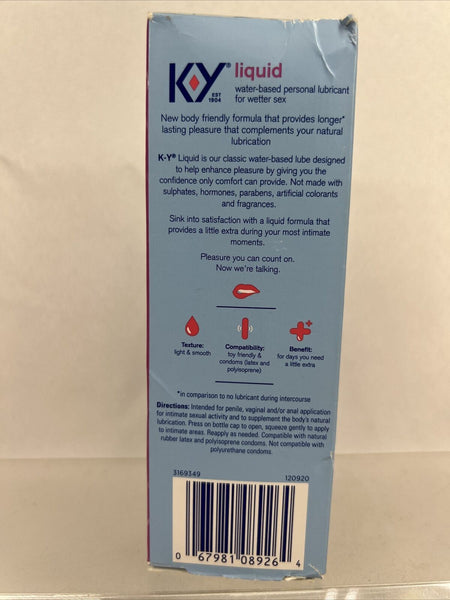 K-Y® liquid
EST 1904
water-based personal lubricant
for wetter sex
New body friendly formula that provides longer*
lasting pleasure that complements your natural
lubrication
K-Y® Liquid is our classic water-based lube designed
to help enhance pleasure by giving you the
confidence only comfort can provide. Not made with
sulphates, hormones, parabens, artificial colorants
and fragrances.
Sink into satisfaction with a liquid formula that
provides a little extra during your most intimate
moments.
Pleasure you can count on.
Now we're talking.
Texture:
light & smooth
Compatibility:
toy friendly &
condoms (latex and
polyisoprene)
Benefit:
for days you need
a little extra
*in comparison to no lubricant during intercourse
Directions: Intended for penile, vaginal and/or anal application
for intimate sexual activity and to supplement the body's natural
lubrication. Press on bottle cap to open, squeeze gently to apply
to intimate areas. Reapply as needed. Compatible with natural
rubber latex and polyisoprene condoms. Not compatible with
polyurethane condoms.
3169349
120920
0 67981 08926 4